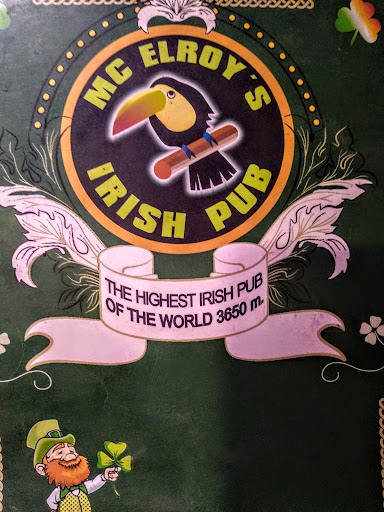 MC ELROY´S
IRISH PUB
THE HIGHEST IRISH PUB
OF THE WORLD 3650 m.